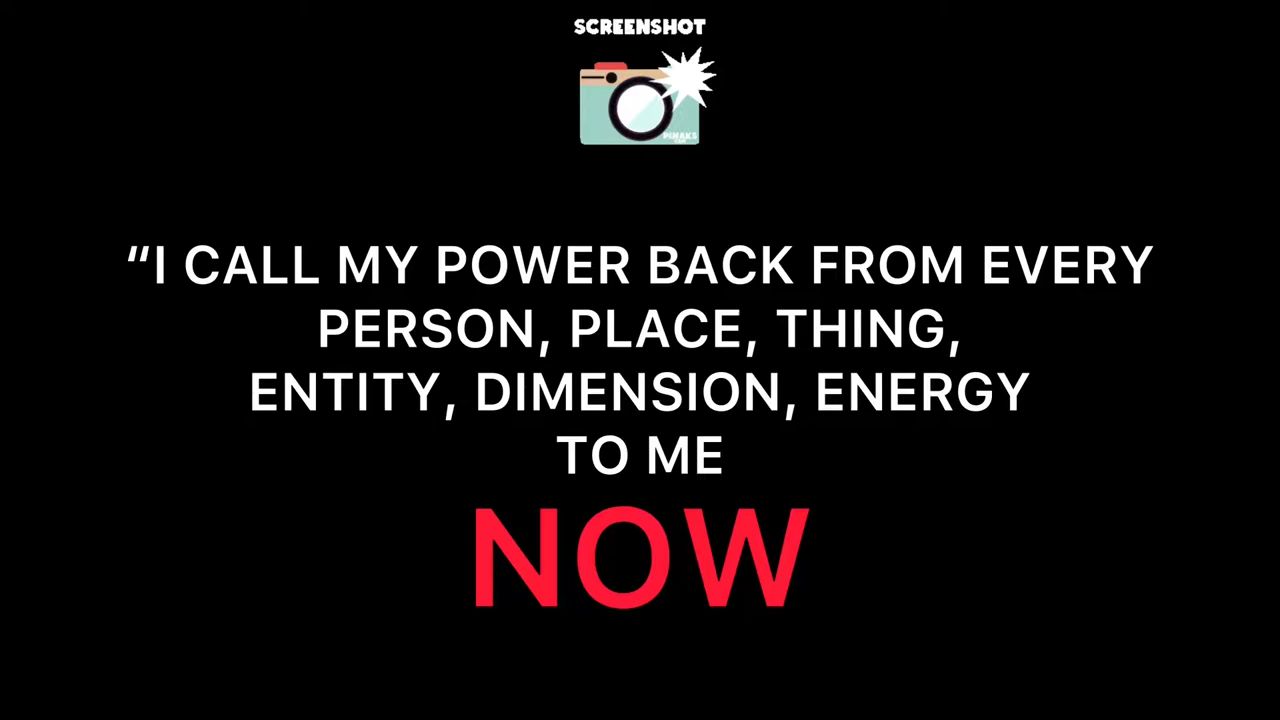 SCREENSHOT
“I CALL MY POWER BACK FROM EVERY
PERSON, PLACE, THING,
ENTITY, DIMENSION, ENERGY
TO ME
NOW